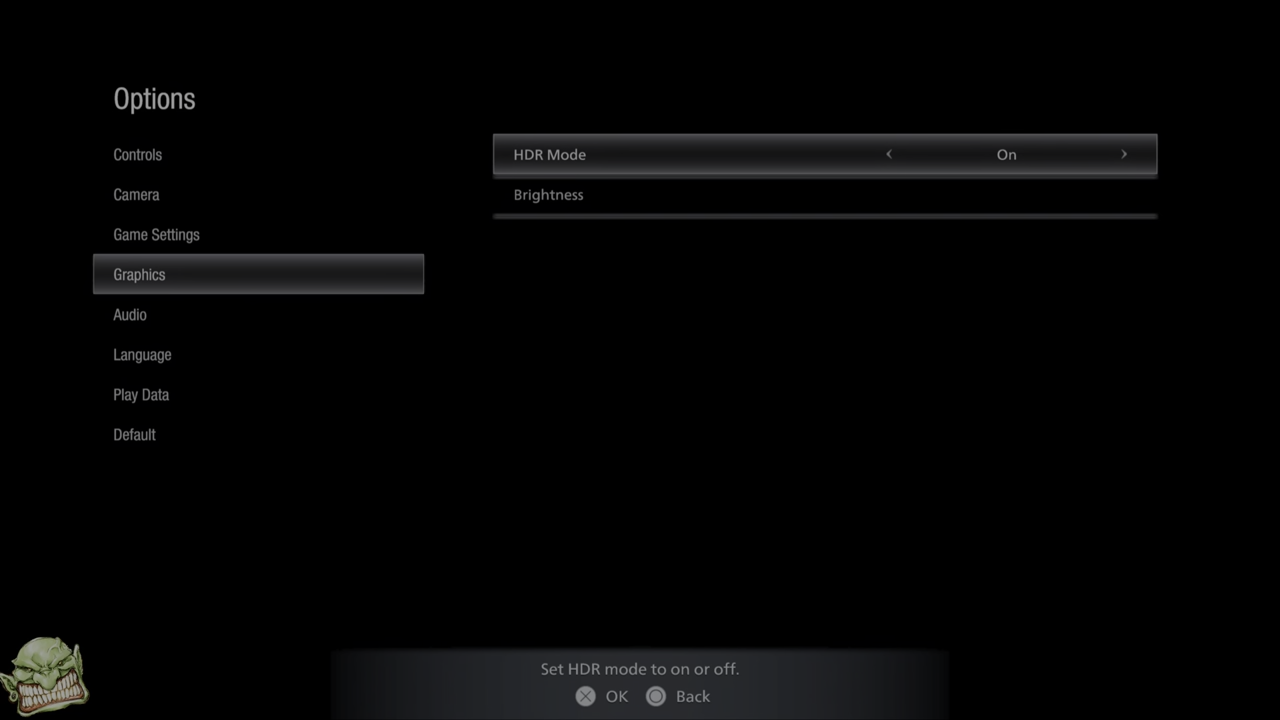 Options
Controls
Camera
Game Settings
Graphics
Audio
Language
Play Data
Default
HDR Mode < On >
Brightness
Set HDR mode to on or off.
OK Back